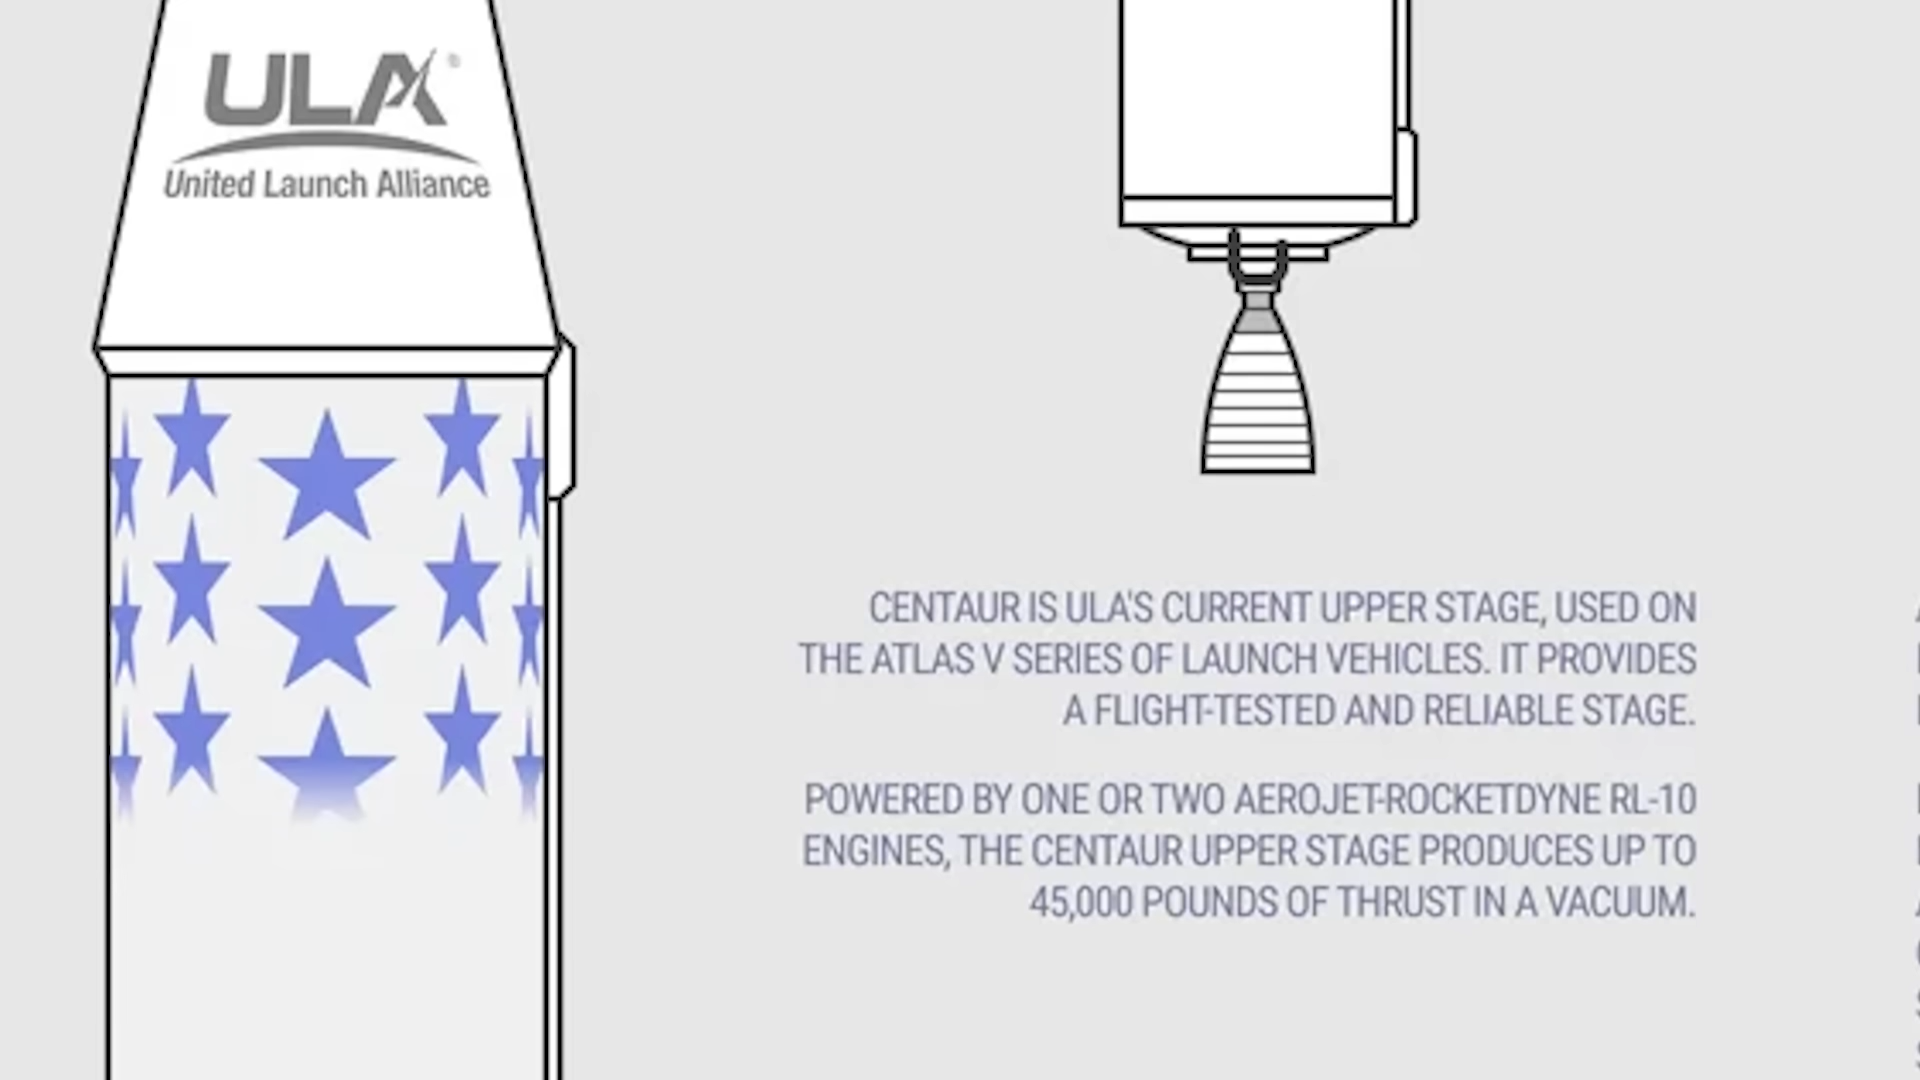 ULA®
United Launch Alliance
CENTAUR IS ULA'S CURRENT UPPER STAGE, USED ON
THE ATLAS V SERIES OF LAUNCH VEHICLES. IT PROVIDES
A FLIGHT-TESTED AND RELIABLE STAGE.
POWERED BY ONE OR TWO AEROJET-ROCKETDYNE RL-10
ENGINES, THE CENTAUR UPPER STAGE PRODUCES UP TO
45,000 POUNDS OF THRUST IN A VACUUM.